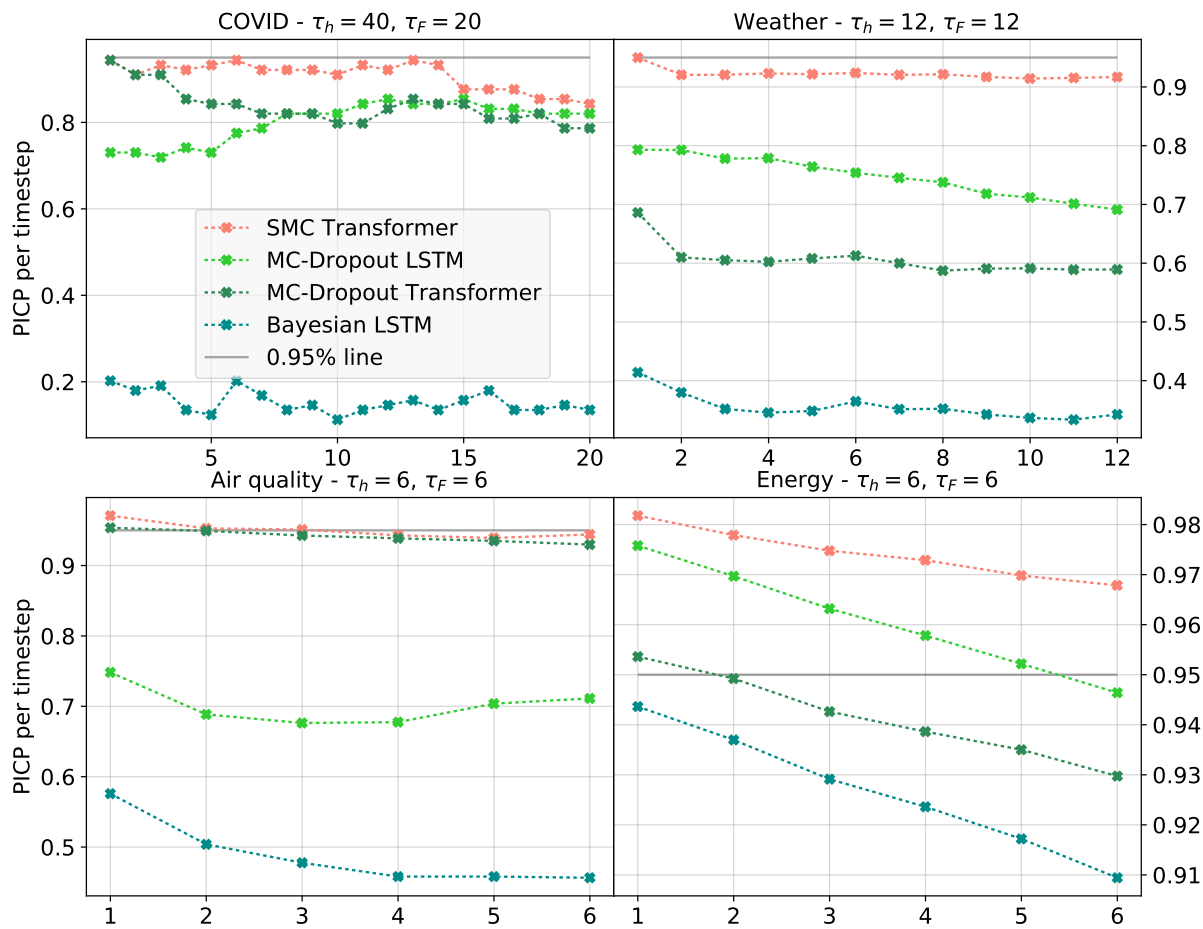 COVID - τh = 40, τF = 20
Weather - τh = 12, τF = 12
PICP per timestep
0.8
0.6
0.4
0.2
SMC Transformer
MC-Dropout LSTM
MC-Dropout Transformer
Bayesian LSTM
0.95% line
5 10 15 20
0.9
0.8
0.7
0.6
0.5
0.4
2 4 6 8 10 12
Air quality - τh = 6, τF = 6
Energy - τh = 6, τF = 6
PICP per timestep
0.9
0.8
0.7
0.6
0.5
1 2 3 4 5 6
0.98
0.97
0.96
0.95
0.94
0.93
0.92
0.91
1 2 3 4 5 6